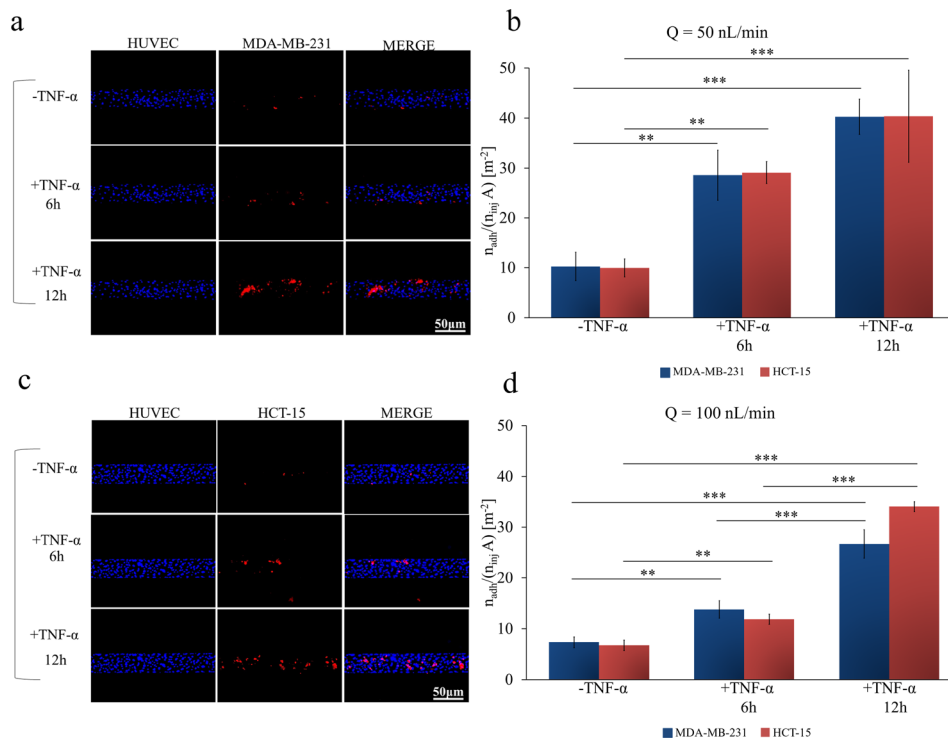 a
HUVEC MDA-MB-231 MERGE
-TNF-α
+TNF-α
6h
+TNF-α
12h
50μm
b
Q = 50 nL/min
***
***
**
**
n_adh/(n_inj A) [m-2]
50
40
30
20
10
0
-TNF-α +TNF-α +TNF-α
6h 12h
MDA-MB-231 HCT-15
c
HUVEC HCT-15 MERGE
-TNF-α
+TNF-α
6h
+TNF-α
12h
50μm
d
Q = 100 nL/min
***
***
***
***
**
**
n_adh/(n_inj A) [m-2]
50
40
30
20
10
0
-TNF-α +TNF-α +TNF-α
6h 12h
MDA-MB-231 HCT-15